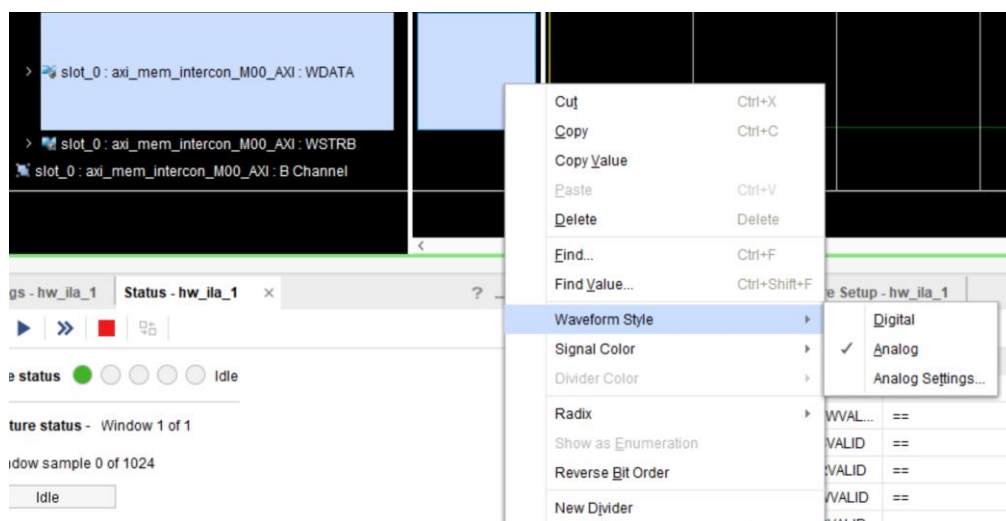 slot_0 : axi_mem_intercon_M00_AXI : WDATA
slot_0 : axi_mem_intercon_M00_AXI : WSTRB
slot_0 : axi_mem_intercon_M00_AXI : B Channel
Cut Ctrl+X
Copy Ctrl+C
Copy Value
Paste Ctrl+V
Delete Delete
Find... Ctrl+F
Find Value... Ctrl+Shift+F
Waveform Style
Signal Color
Divider Color
Radix
Show as Enumeration
Reverse Bit Order
New Divider
Digital
Analog
Analog Settings...
gs - hw_ila_1 Status - hw_ila_1 ?
e Setup - hw_ila_1
e status Idle
ture status - Window 1 of 1
ndow sample 0 of 1024
Idle
WVAL... ==
VALID ==
VALID ==
VALID ==